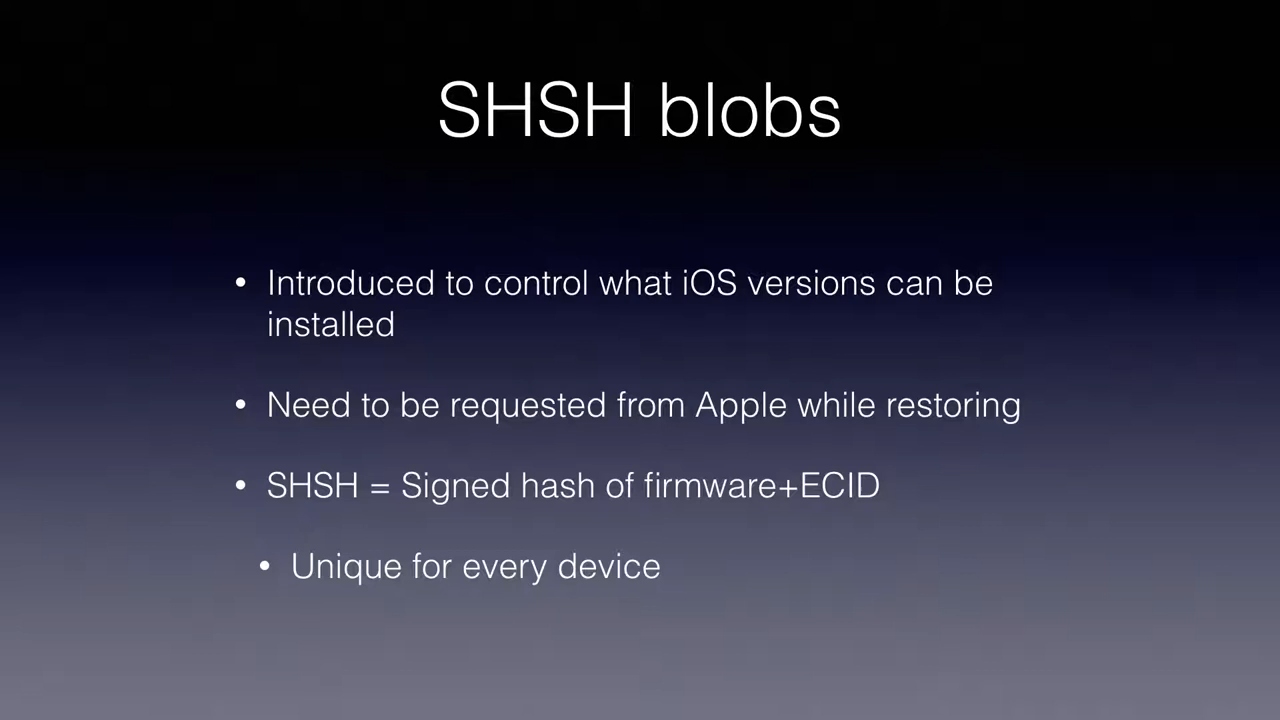 SHSH blobs
• Introduced to control what iOS versions can be
installed
• Need to be requested from Apple while restoring
• SHSH = Signed hash of firmware+ECID
• Unique for every device